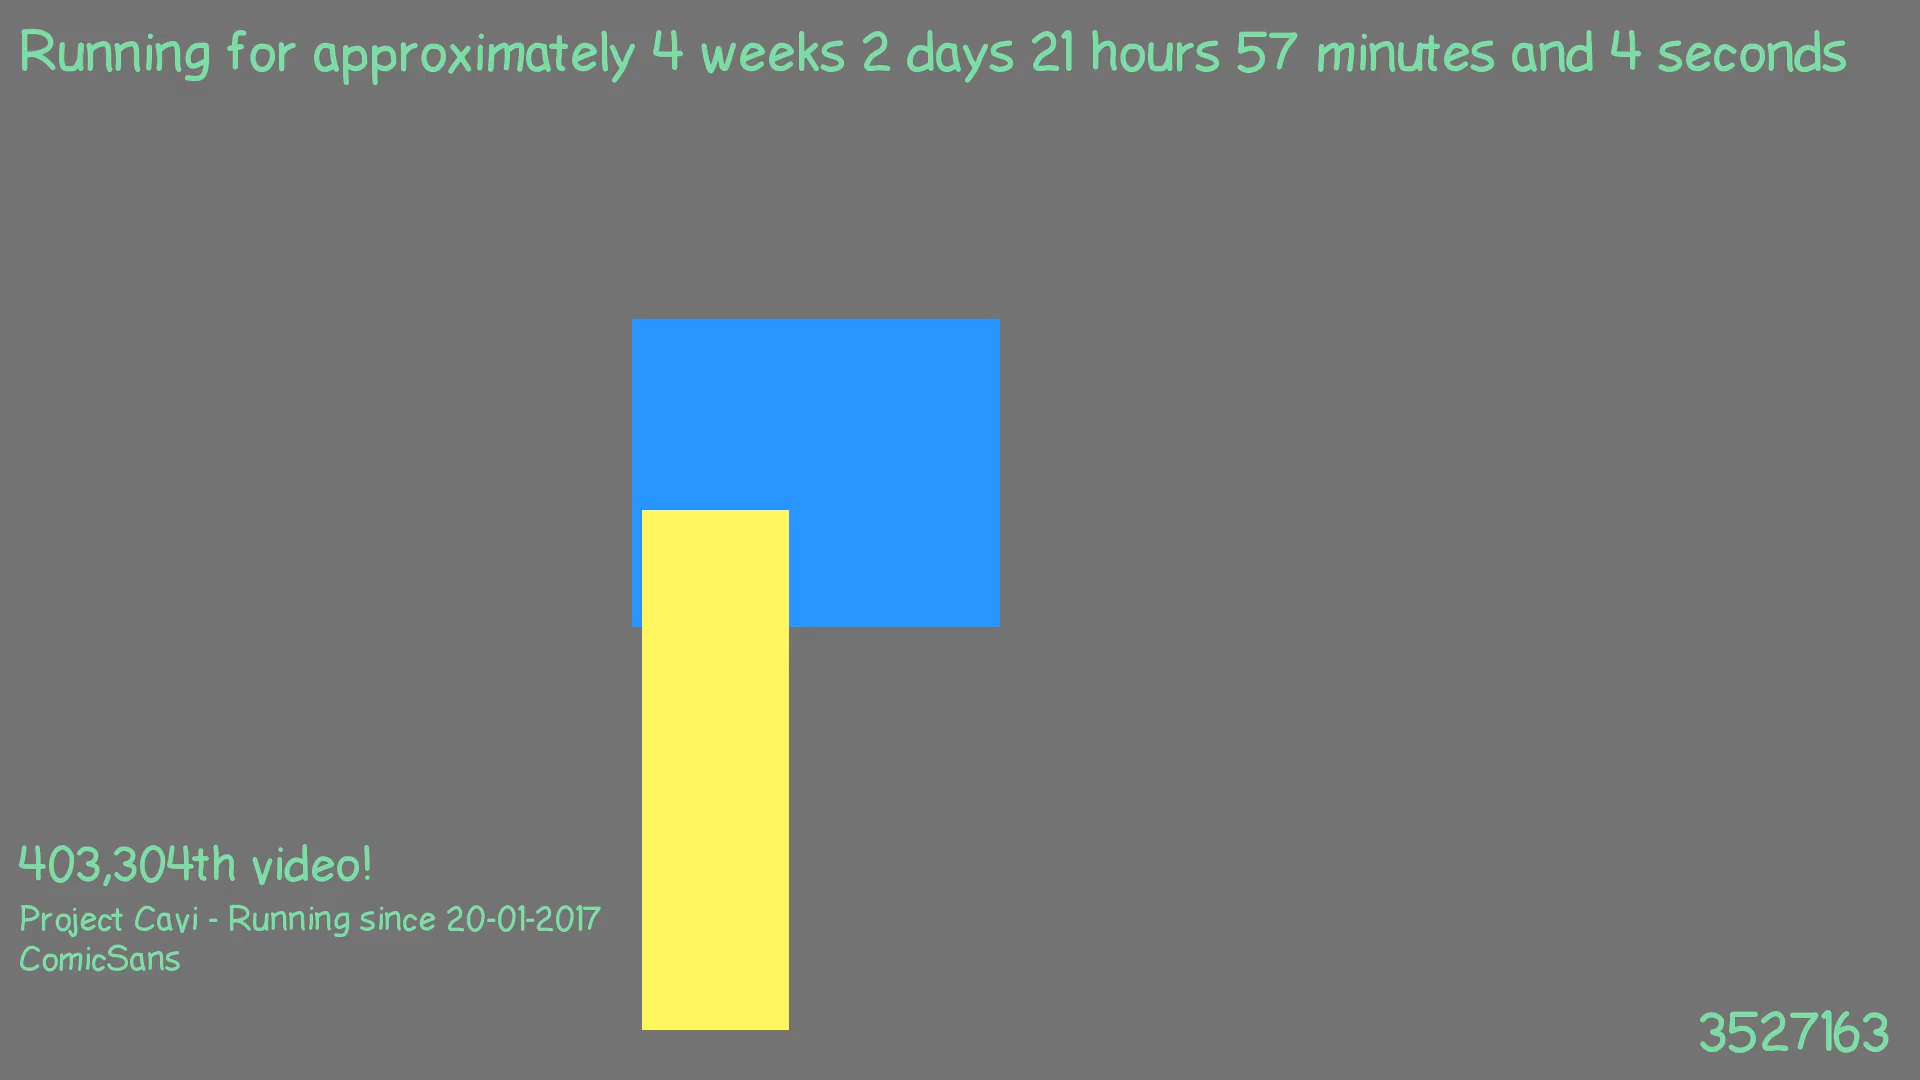 Running for approximately 4 weeks 2 days 21 hours 57 minutes and 4 seconds
403,304th video!
Project Cavi - Running since 20-01-2017
ComicSans
3527163